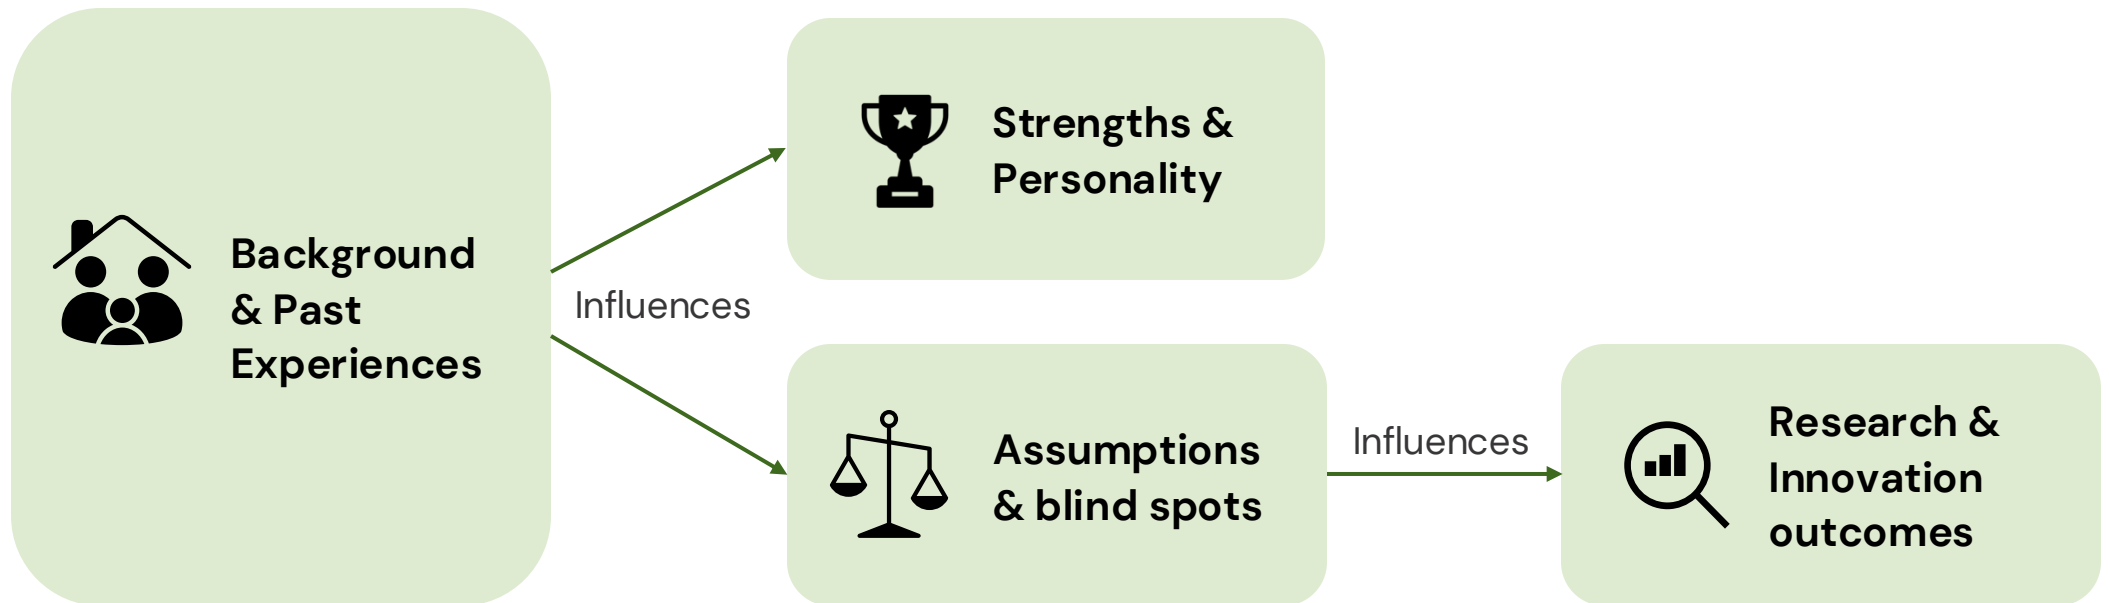 Background
& Past
Experiences
Influences
Strengths &
Personality
Assumptions
& blind spots
Influences
Research &
Innovation
outcomes